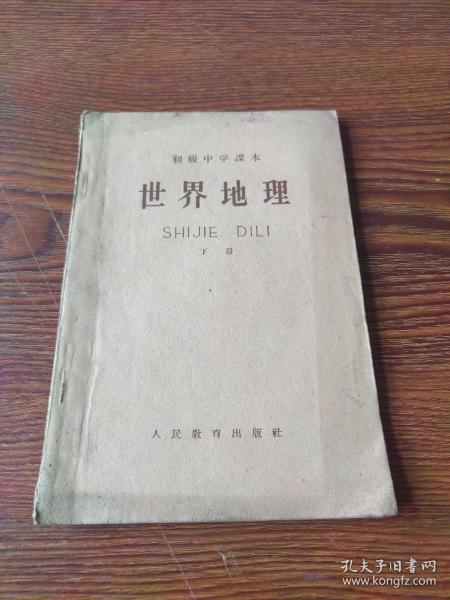 初級中学課本
世界地理
SHIJIE DILI
下册
人民教育出版社
孔夫子旧书网
www.kongfz.com